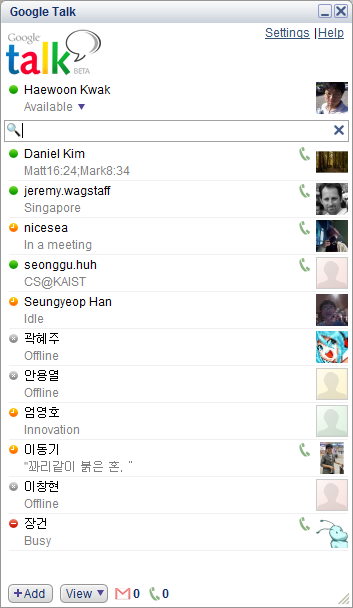 Google Talk
Settings | Help
Google
talk
BETA
Haewoon Kwak
Available
Daniel Kim
Matt16:24;Mark8:34
jeremy.wagstaff
Singapore
nicesea
In a meeting
seonggu.huh
CS@KAIST
Seungyeop Han
Idle
곽혜주
Offline
안용열
Offline
엄영호
Innovation
이동기
"꽈리같이 붉은 혼, "
이창현
Offline
장건
Busy
+Add View 0 0